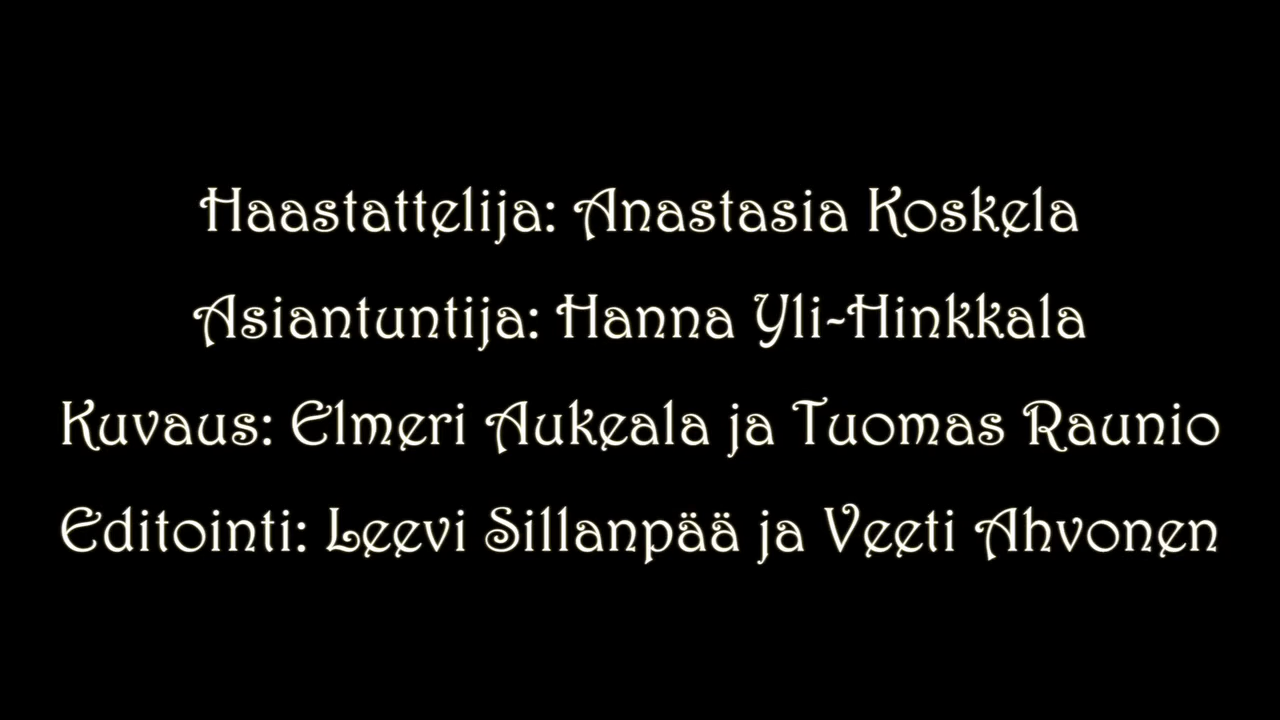 Haastattelija: Anastasia Koskela
Asiantuntija: Hanna Yli-Hinkkala
Kuvaus: Elmeri Aukeala ja Tuomas Raunio
Editointi: Leevi Sillanpää ja Veeti Ahvonen